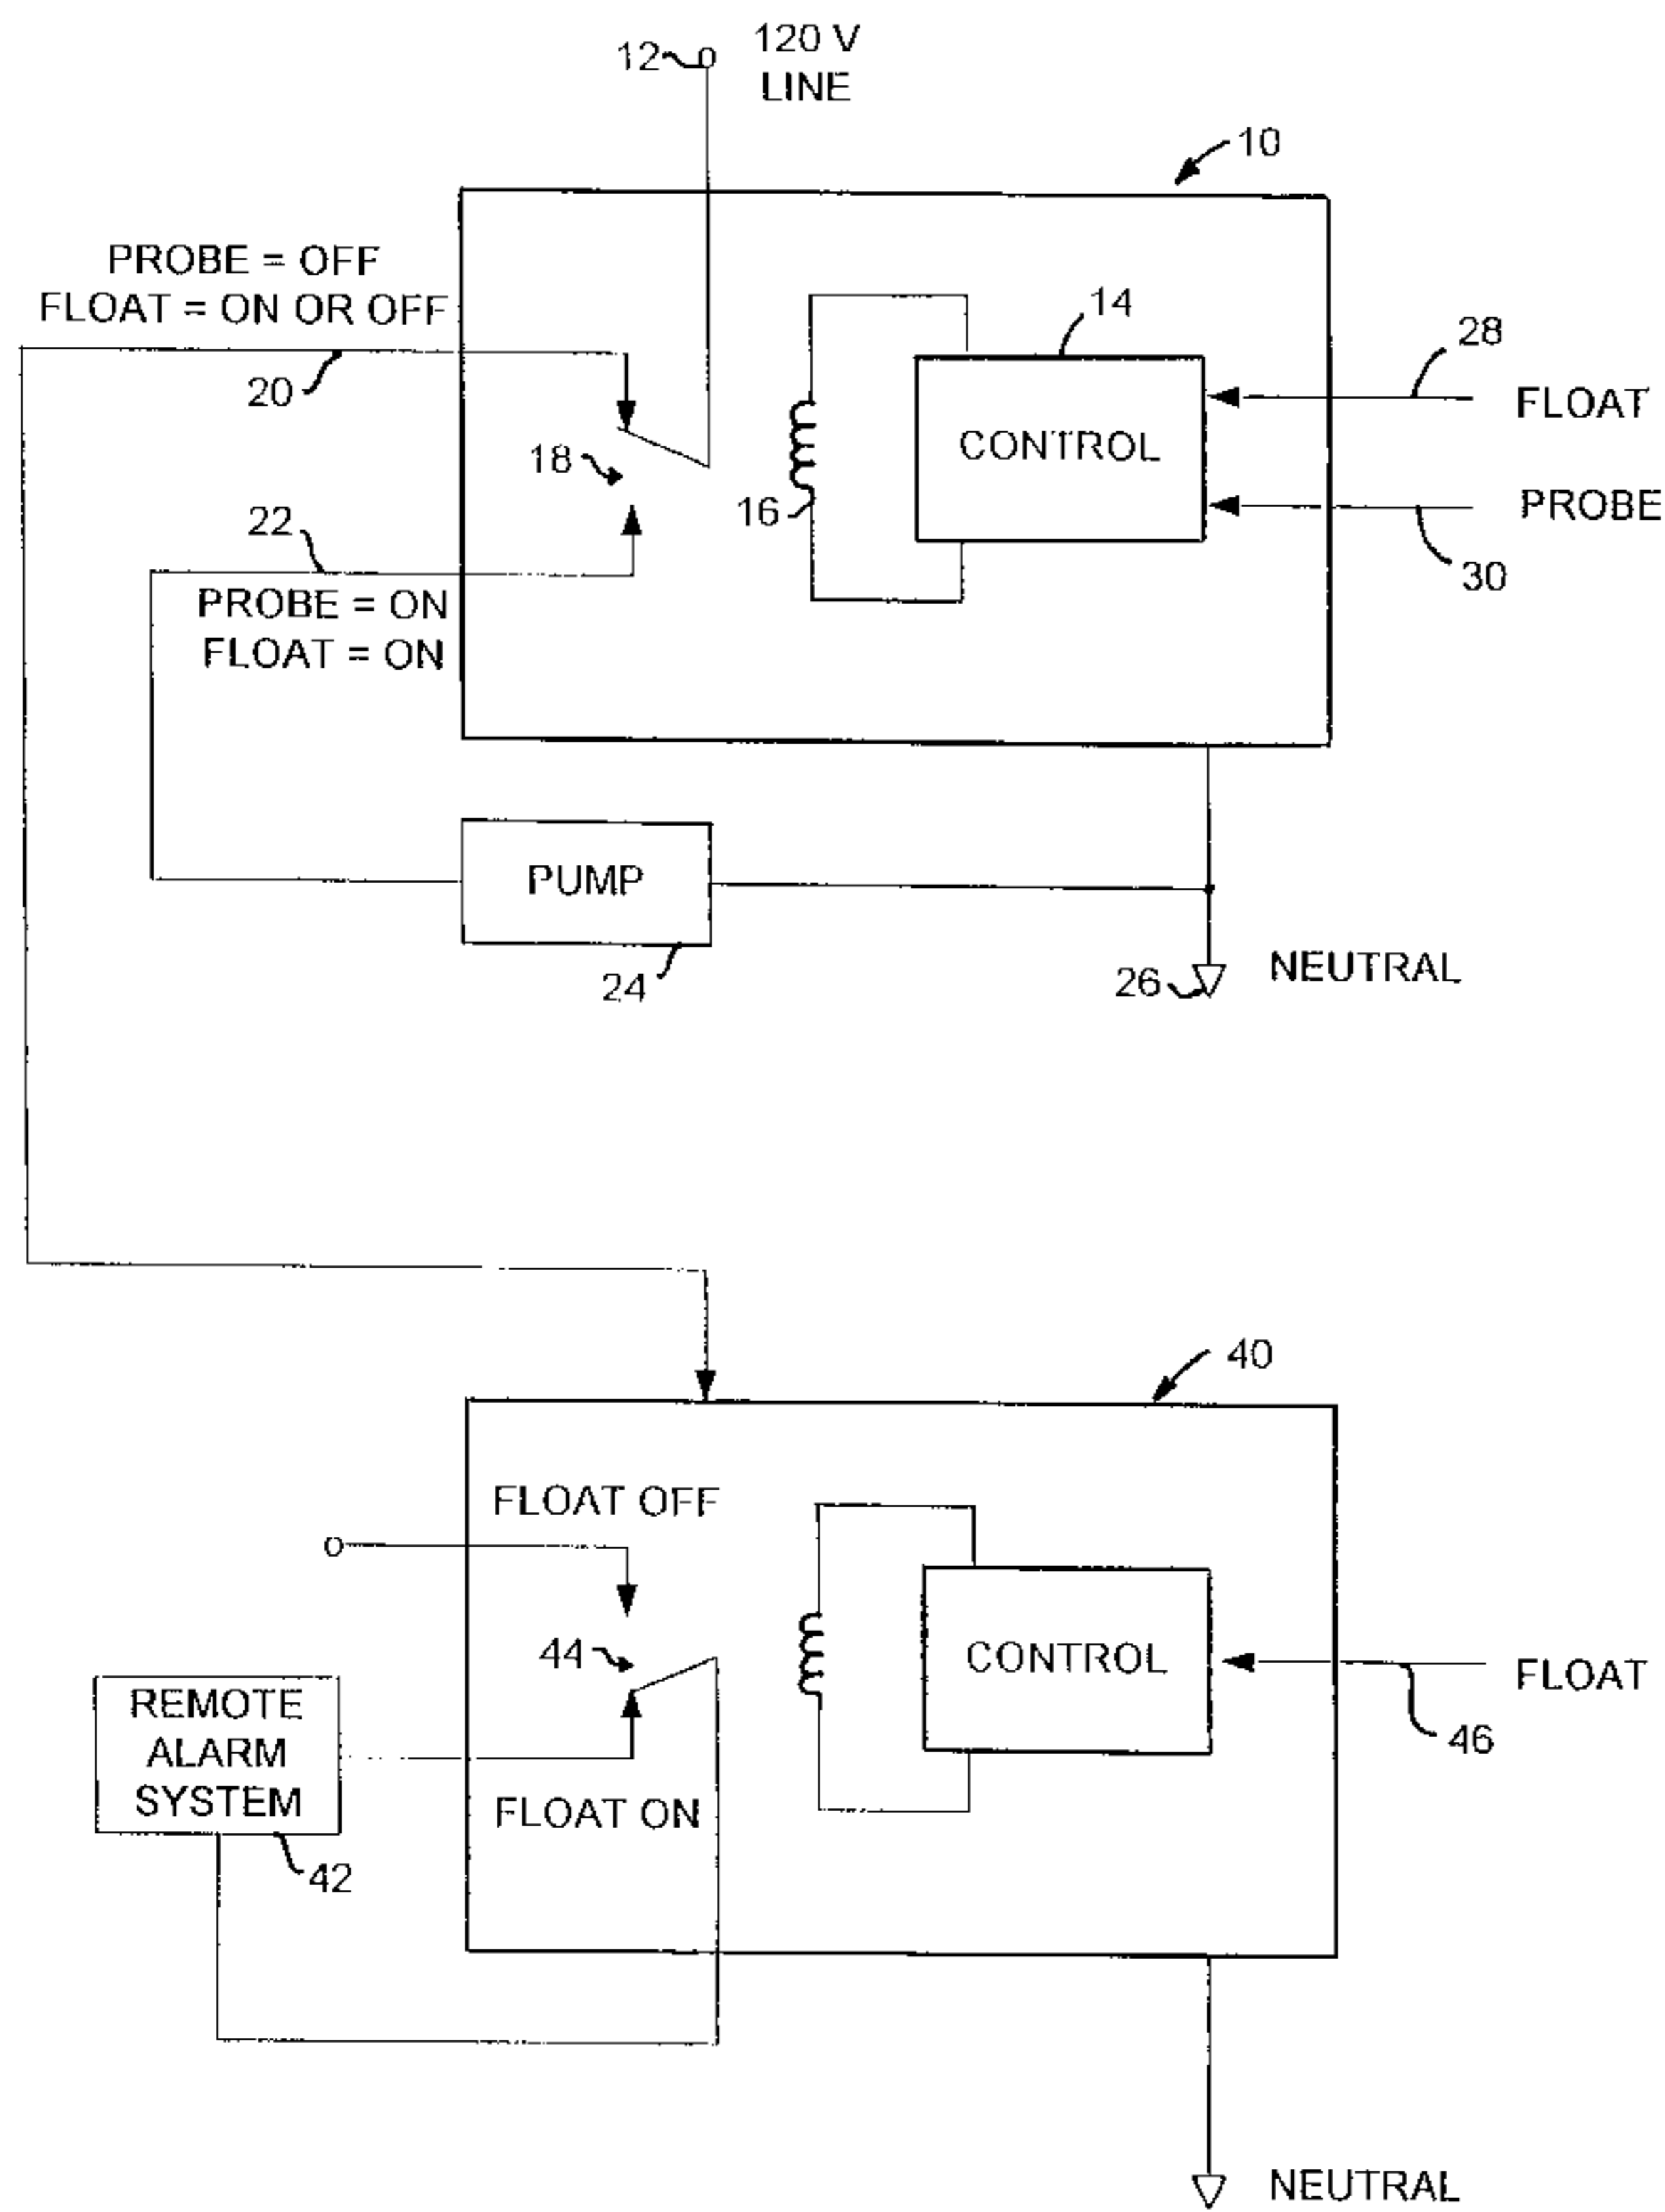 12
120 V
LINE
10
PROBE = OFF
FLOAT = ON OR OFF
14
28
20
FLOAT
18
CONTROL
16
PROBE
22
30
PROBE = ON
FLOAT = ON
PUMP
24
26
NEUTRAL
40
FLOAT OFF
44
CONTROL
FLOAT
46
REMOTE
ALARM
SYSTEM
FLOAT ON
42
NEUTRAL